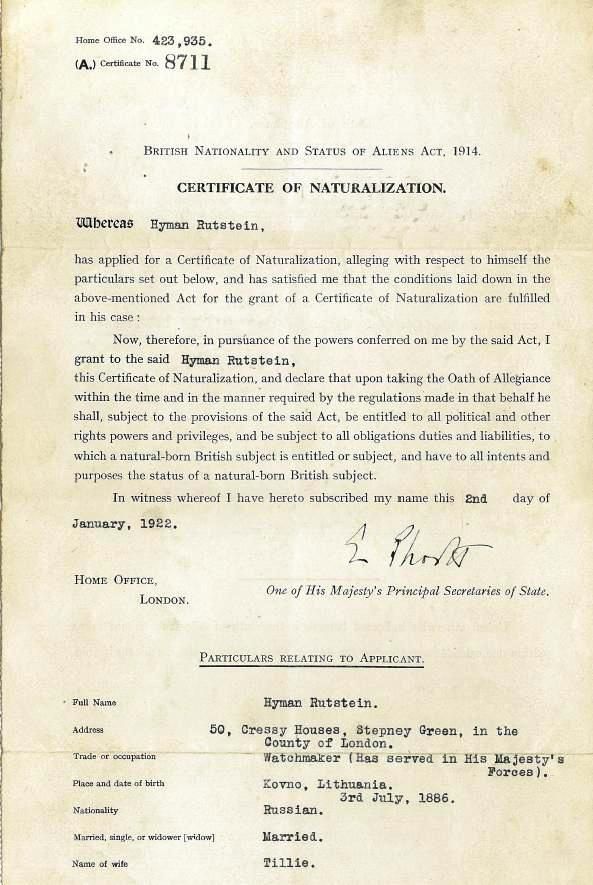 Home Office No. 423,935.
(A.) Certificate No. 8711
British Nationality and Status of Aliens Act, 1914.
CERTIFICATE OF NATURALIZATION.
Whereas Hyman Rutstein,
has applied for a Certificate of Naturalization, alleging with respect to himself the
particulars set out below, and has satisfied me that the conditions laid down in the
above-mentioned Act for the grant of a Certificate of Naturalization are fulfilled
in his case :
Now, therefore, in pursuance of the powers conferred on me by the said Act, I
grant to the said Hyman Rutstein,
this Certificate of Naturalization, and declare that upon taking the Oath of Allegiance
within the time and in the manner required by the regulations made in that behalf he
shall, subject to the provisions of the said Act, be entitled to all political and other
rights powers and privileges, and be subject to all obligations duties and liabilities, to
which a natural-born British subject is entitled or subject, and have to all intents and
purposes the status of a natural-born British subject.
In witness whereof I have hereto subscribed my name this 2nd day of
January, 1922.
E Shortt
Home Office,
London.
One of His Majesty's Principal Secretaries of State.
Particulars relating to Applicant.
Full Name Hyman Rutstein.
Address 50, Cressy Houses, Stepney Green, in the
County of London.
Trade or occupation Watchmaker (Has served in His Majesty's
Forces).
Place and date of birth Kovno, Lithuania.
3rd July, 1886.
Nationality Russian.
Married, single, or widower [widow] Married.
Name of wife Tillie.